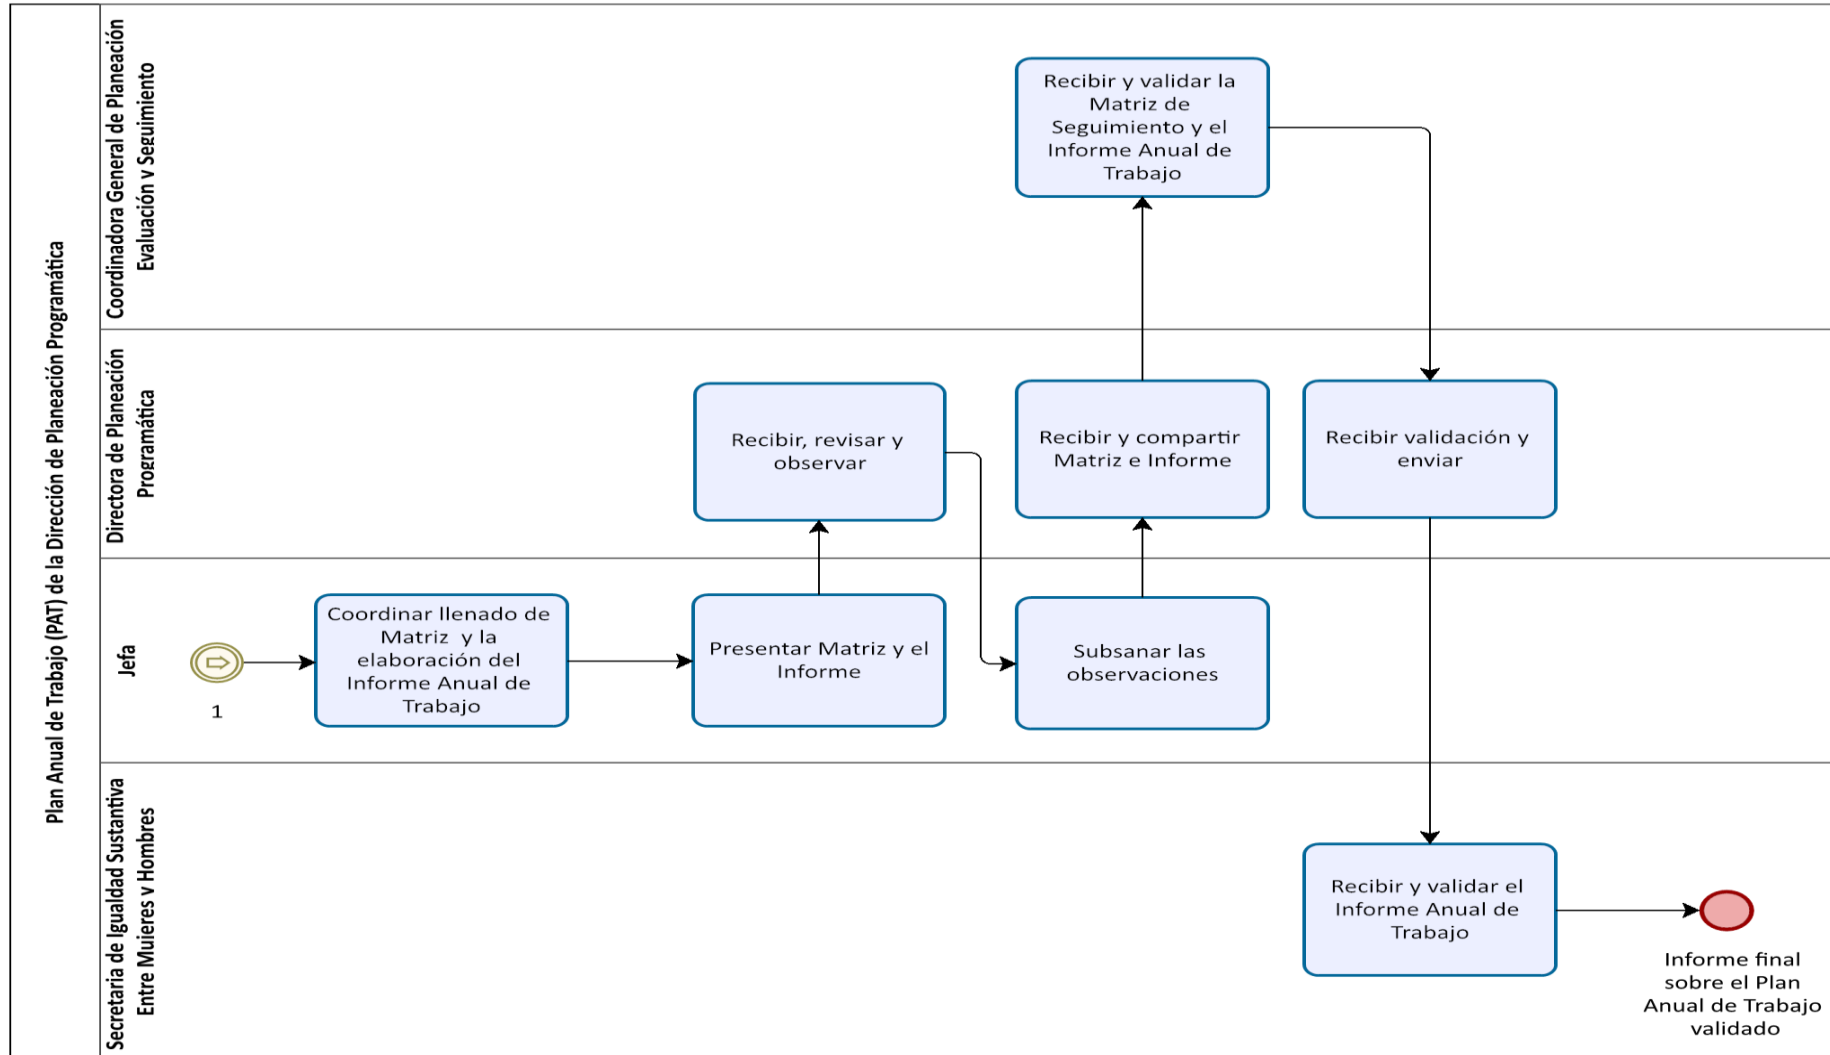 Plan Anual de Trabajo (PAT) de la Dirección de Planeación Programática
Coordinadora General de Planeación
Evaluación v Seguimiento
Recibir y validar la
Matriz de
Seguimiento y el
Informe Anual de
Trabajo
Directora de Planeación
Programática
Recibir, revisar y
observar
Recibir y compartir
Matriz e Informe
Recibir validación y
enviar
Jefa
1
Coordinar llenado de
Matriz y la
elaboración del
Informe Anual de
Trabajo
Presentar Matriz y el
Informe
Subsanar las
observaciones
Secretaria de Igualdad Sustantiva
Entre Muieres v Hombres
Recibir y validar el
Informe Anual de
Trabajo
Informe final
sobre el Plan
Anual de Trabajo
validado